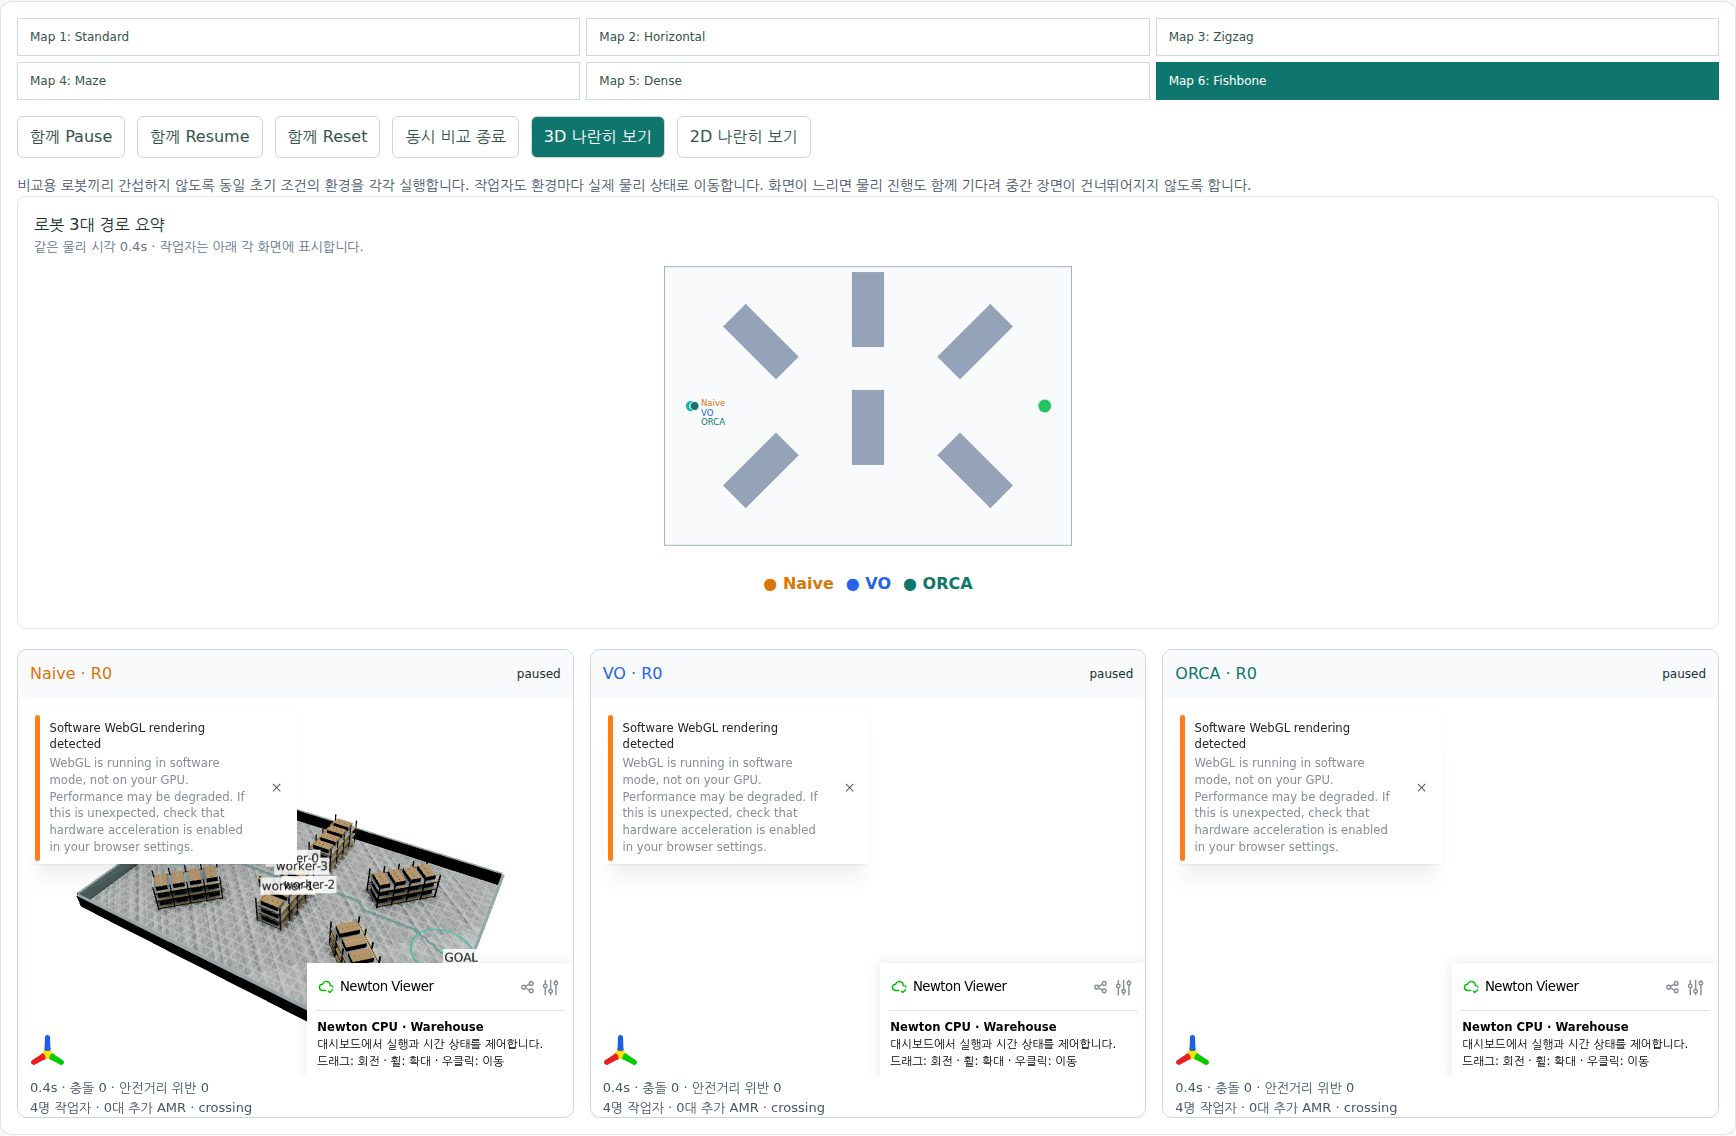 Map 1: Standard
Map 2: Horizontal
Map 3: Zigzag
Map 4: Maze
Map 5: Dense
Map 6: Fishbone
함께 Pause
함께 Resume
함께 Reset
동시 비교 종료
3D 나란히 보기
2D 나란히 보기
비교용 로봇끼리 간섭하지 않도록 동일 초기 조건의 환경을 각각 실행합니다. 작업자도 환경마다 실제 물리 상태로 이동합니다. 화면이 느리면 물리 진행도 함께 기다려 중간 장면이 건너뛰어지지 않도록 합니다.
로봇 3대 경로 요약
같은 물리 시각 0.4s · 작업자는 아래 각 화면에 표시합니다.
Naive
VO
ORCA
Naive
VO
ORCA
Naive · R0
paused
Software WebGL rendering
detected
WebGL is running in software
mode, not on your GPU.
Performance may be degraded. If
this is unexpected, check that
hardware acceleration is enabled
in your browser settings.
er-0
worker-3
worker-2
GOAL
Newton Viewer
Newton CPU · Warehouse
대시보드에서 실행과 시간 상태를 제어합니다.
드래그: 회전 · 휠: 확대 · 우클릭: 이동
0.4s · 충돌 0 · 안전거리 위반 0
4명 작업자 · 0대 추가 AMR · crossing
VO · R0
paused
Software WebGL rendering
detected
WebGL is running in software
mode, not on your GPU.
Performance may be degraded. If
this is unexpected, check that
hardware acceleration is enabled
in your browser settings.
Newton Viewer
Newton CPU · Warehouse
대시보드에서 실행과 시간 상태를 제어합니다.
드래그: 회전 · 휠: 확대 · 우클릭: 이동
0.4s · 충돌 0 · 안전거리 위반 0
4명 작업자 · 0대 추가 AMR · crossing
ORCA · R0
paused
Software WebGL rendering
detected
WebGL is running in software
mode, not on your GPU.
Performance may be degraded. If
this is unexpected, check that
hardware acceleration is enabled
in your browser settings.
Newton Viewer
Newton CPU · Warehouse
대시보드에서 실행과 시간 상태를 제어합니다.
드래그: 회전 · 휠: 확대 · 우클릭: 이동
0.4s · 충돌 0 · 안전거리 위반 0
4명 작업자 · 0대 추가 AMR · crossing